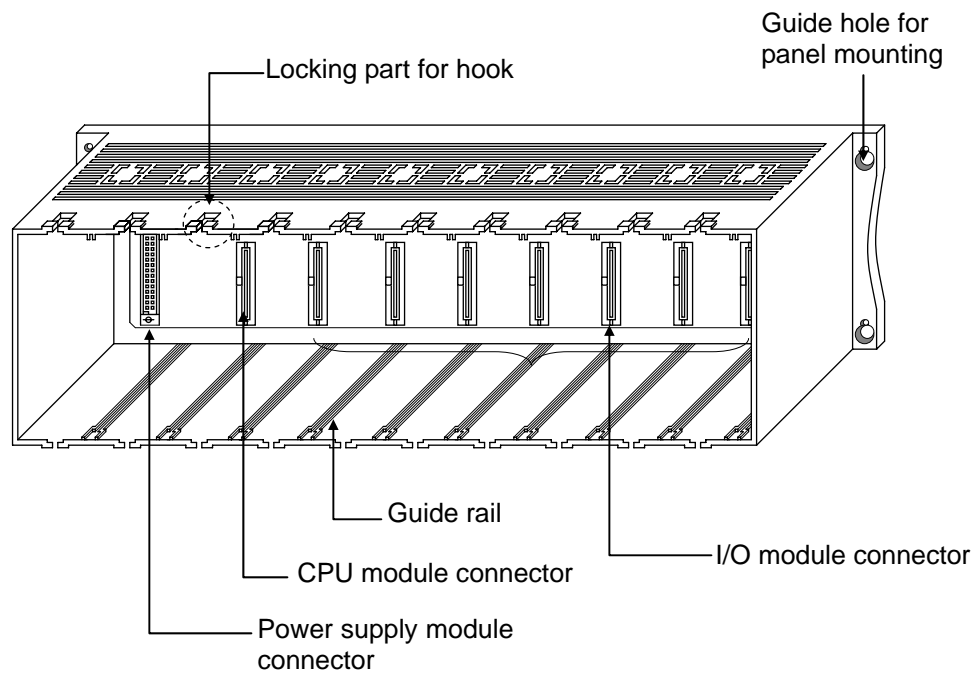 Guide hole for
panel mounting
Locking part for hook
Guide rail
I/O module connector
CPU module connector
Power supply module
connector